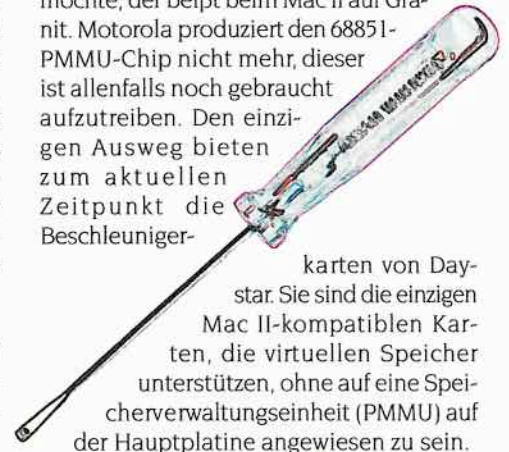 möchte, der beißt beim Mac II auf Gra-
nit. Motorola produziert den 68851-
PMMU-Chip nicht mehr, dieser
ist allenfalls noch gebraucht
aufzutreiben. Den einzi-
gen Ausweg bieten
zum aktuellen
Zeitpunkt die
Beschleuniger-
karten von Day-
star. Sie sind die einzigen
Mac II-kompatiblen Kar-
ten, die virtuellen Speicher
unterstützen, ohne auf eine Spei-
cherverwaltungseinheit (PMMU) auf
der Hauptplatine angewiesen zu sein.